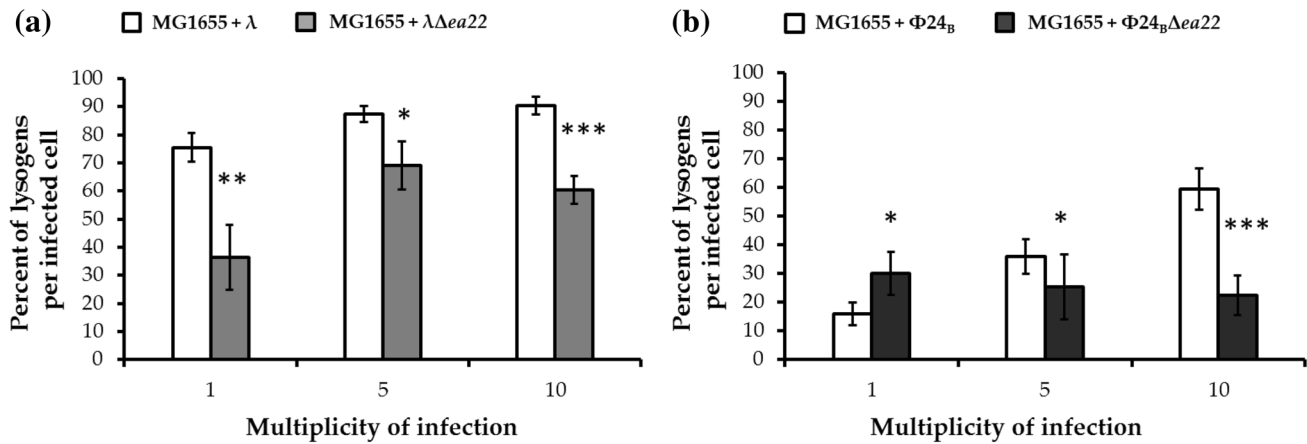 (a)
MG1655 + λ
MG1655 + λΔea22
Percent of lysogens
per infected cell
100
90
80
70
60
50
40
30
20
10
0
**
*
***
1
5
10
Multiplicity of infection
(b)
MG1655 + Φ24B
MG1655 + Φ24BΔea22
Percent of lysogens
per infected cell
100
90
80
70
60
50
40
30
20
10
0
*
*
***
1
5
10
Multiplicity of infection